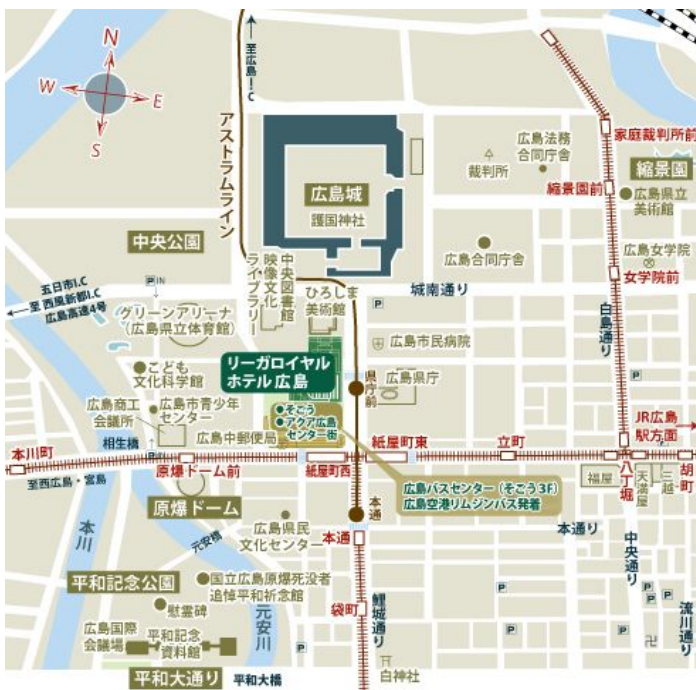 N
W
E
S
至広島I.C
アストラムライン
広島城
護国神社
裁判所
広島法務
合同庁舎
家庭裁判所前
縮景園
縮景園前
広島県立
美術館
広島女学院
女学院前
広島合同庁舎
白島通り
城南通り
中央公園
五日市I.C
至 西風新都I.C
広島高速4号
P
IN
グリーンアリーナ
(広島県立体育館)
中央図書館
映像文化
ライブラリー
ひろしま
美術館
P
広島市民病院
リーガロイヤル
ホテル広島
県庁前
広島県庁
こども
文化科学館
広島市青少年
センター
広島商工
会議所
相生橋
P
広島中郵便局
そごう
アクア広島
センター街
JR広島
駅方面
本川町
原爆ドーム前
紙屋町西
紙屋町東
立町
八丁堀
胡町
至西広島・宮島
広島バスセンター(そごう3F)
広島空港リムジンバス発着
福屋
天満屋
三越
原爆ドーム
元安橋
広島県民
文化センター
本通
本通
本通り
中央通り
流川通り
本川
平和記念公園
国立広島原爆死没者
追悼平和祈念館
慰霊碑
元安川
袋町
鯉城通り
広島国際
会議場
平和記念
資料館
白神社
平和大通り
平和大橋
P
P
P
P
P
P
P